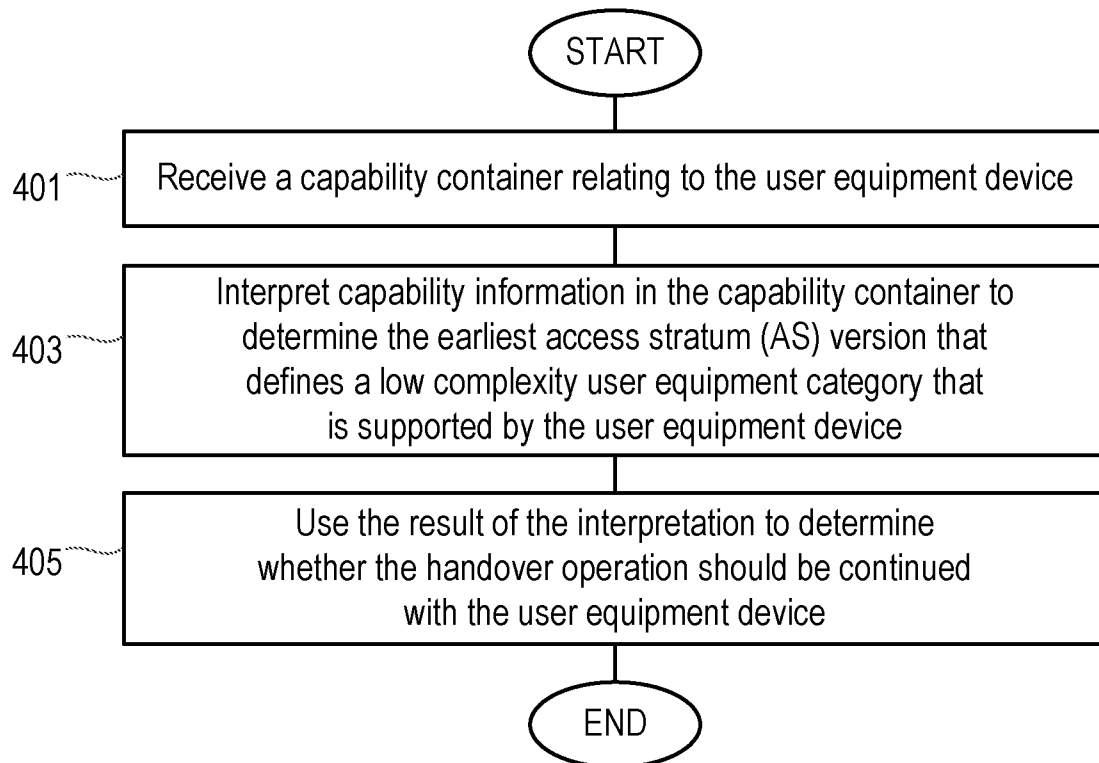 START
401
Receive a capability container relating to the user equipment device
403
Interpret capability information in the capability container to
determine the earliest access stratum (AS) version that
defines a low complexity user equipment category that
is supported by the user equipment device
405
Use the result of the interpretation to determine
whether the handover operation should be continued
with the user equipment device
END